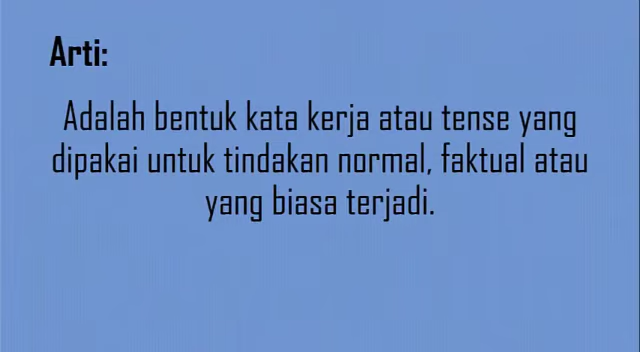 Arti:
Adalah bentuk kata kerja atau tense yang
dipakai untuk tindakan normal, faktual atau
yang biasa terjadi.